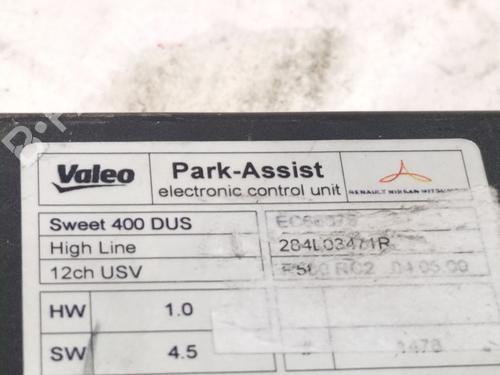 Valeo
Park-Assist
electronic control unit
RENAULT NISSAN MITSUBISHI
Sweet 400 DUS
High Line
284L03471R
12ch USV
HW 1.0
SW 4.5
1478